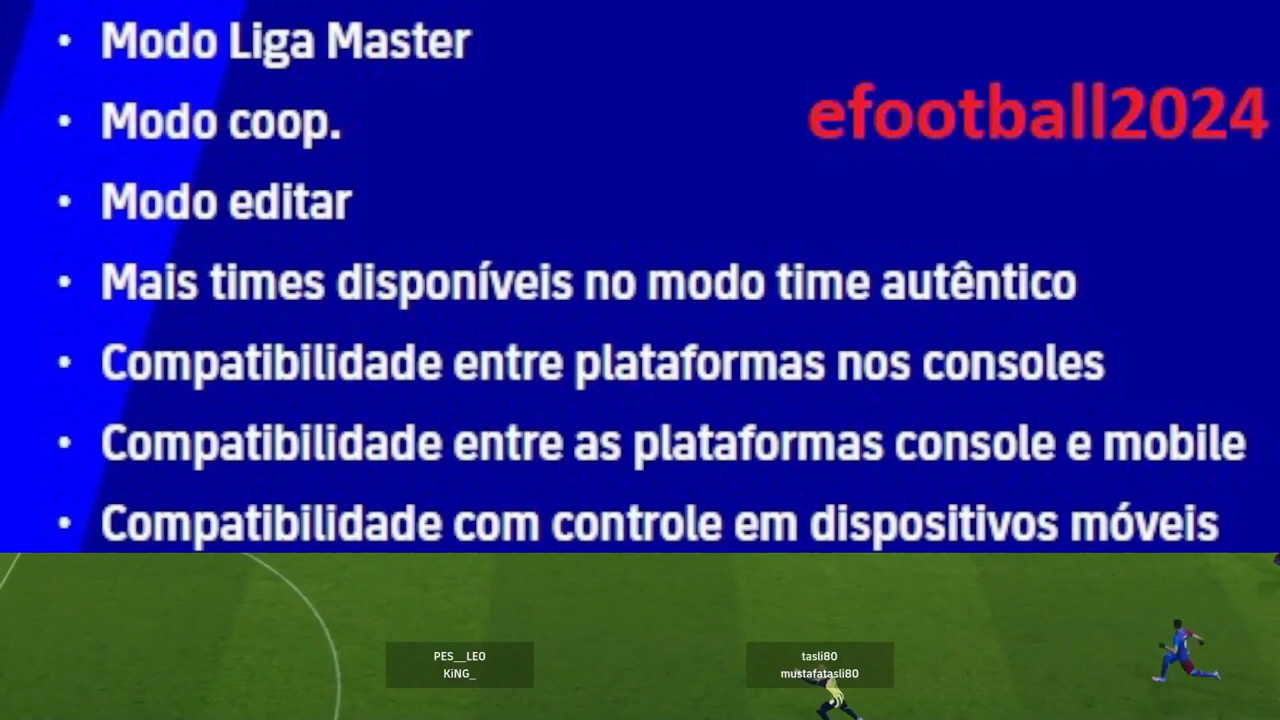 • Modo Liga Master
efootball2024
• Modo coop.
• Modo editar
• Mais times disponíveis no modo time autêntico
• Compatibilidade entre plataformas nos consoles
• Compatibilidade entre as plataformas console e mobile
• Compatibilidade com controle em dispositivos móveis
PES__LEO
KiNG_
tasli80
mustafatasli80